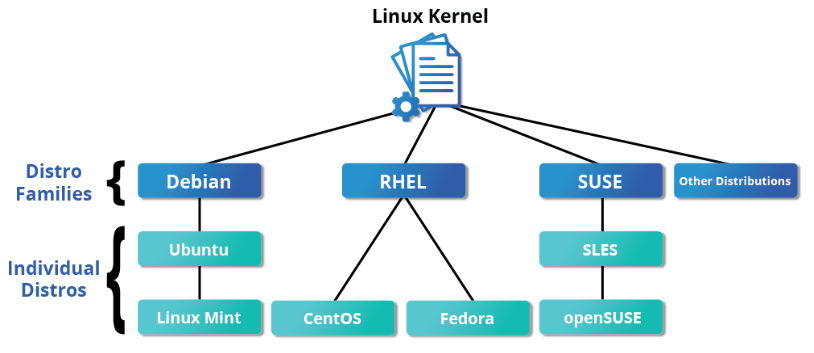 Linux Kernel
Distro
Families
Debian
RHEL
SUSE
Other Distributions
Individual
Distros
Ubuntu
SLES
Linux Mint
CentOS
Fedora
openSUSE